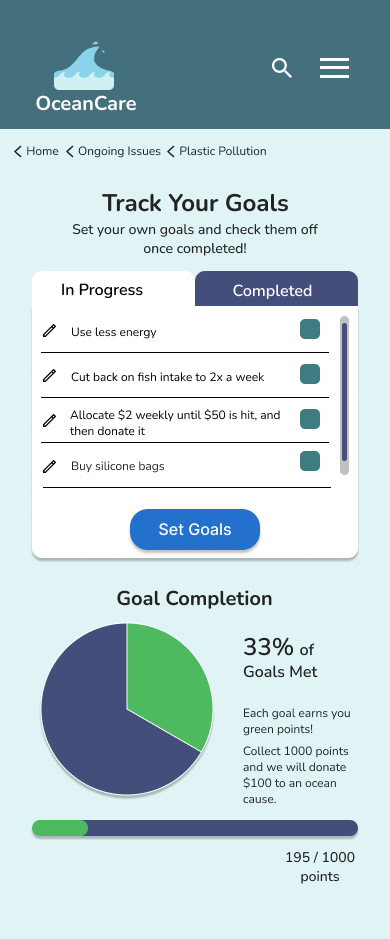 OceanCare
Home Ongoing Issues Plastic Pollution
Track Your Goals
Set your own goals and check them off
once completed!
In Progress
Completed
Use less energy
Cut back on fish intake to 2x a week
Allocate $2 weekly until $50 is hit, and
then donate it
Buy silicone bags
Set Goals
Goal Completion
33% of
Goals Met
Each goal earns you
green points!
Collect 1000 points
and we will donate
$100 to an ocean
cause.
195 / 1000
points